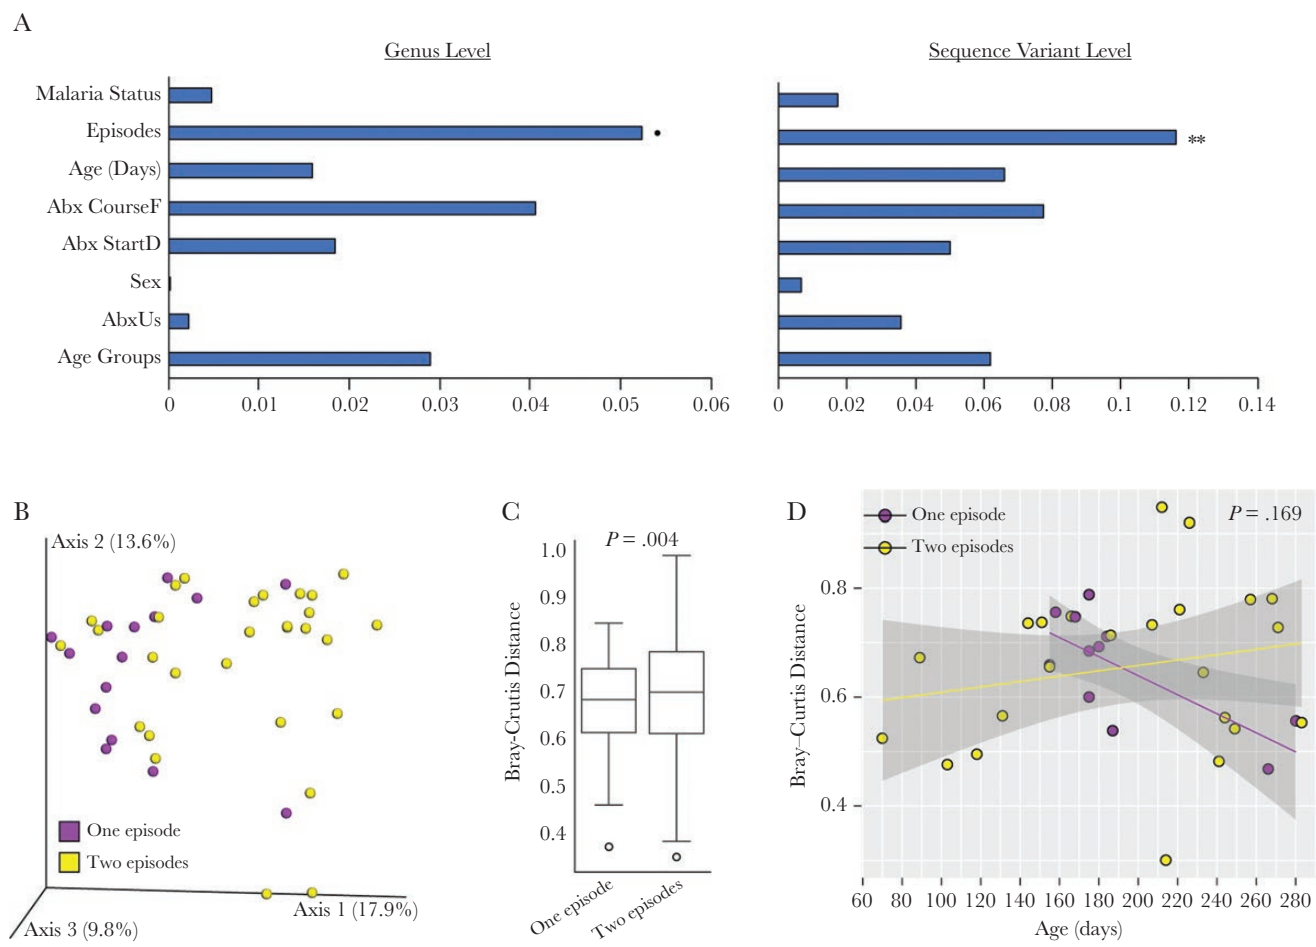 A
Genus Level
Sequence Variant Level
Malaria Status
Episodes
•
**
Age (Days)
Abx CourseF
Abx StartD
Sex
AbxUs
Age Groups
0 0.01 0.02 0.03 0.04 0.05 0.06
0 0.02 0.04 0.06 0.08 0.1 0.12 0.14
B
Axis 2 (13.6%)
One episode
Two episodes
Axis 1 (17.9%)
Axis 3 (9.8%)
C
P = .004
Bray-Crutis Distance
1.0
0.9
0.8
0.7
0.6
0.5
0.4
One episode
Two episodes
D
One episode
Two episodes
P = .169
Bray–Curtis Distance
0.8
0.6
0.4
60 80 100 120 140 160 180 200 220 240 260 280
Age (days)